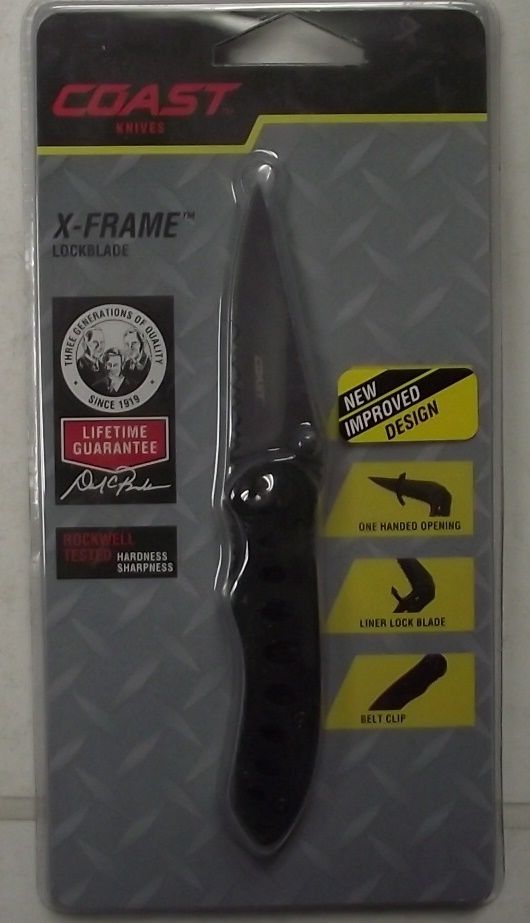 COAST
KNIVES
X-FRAME™
LOCKBLADE
THREE GENERATIONS OF QUALITY
• SINCE 1919 •
LIFETIME
GUARANTEE
ROCKWELL
TESTED HARDNESS
SHARPNESS
COAST
NEW
IMPROVED
DESIGN
ONE HANDED OPENING
LINER LOCK BLADE
BELT CLIP